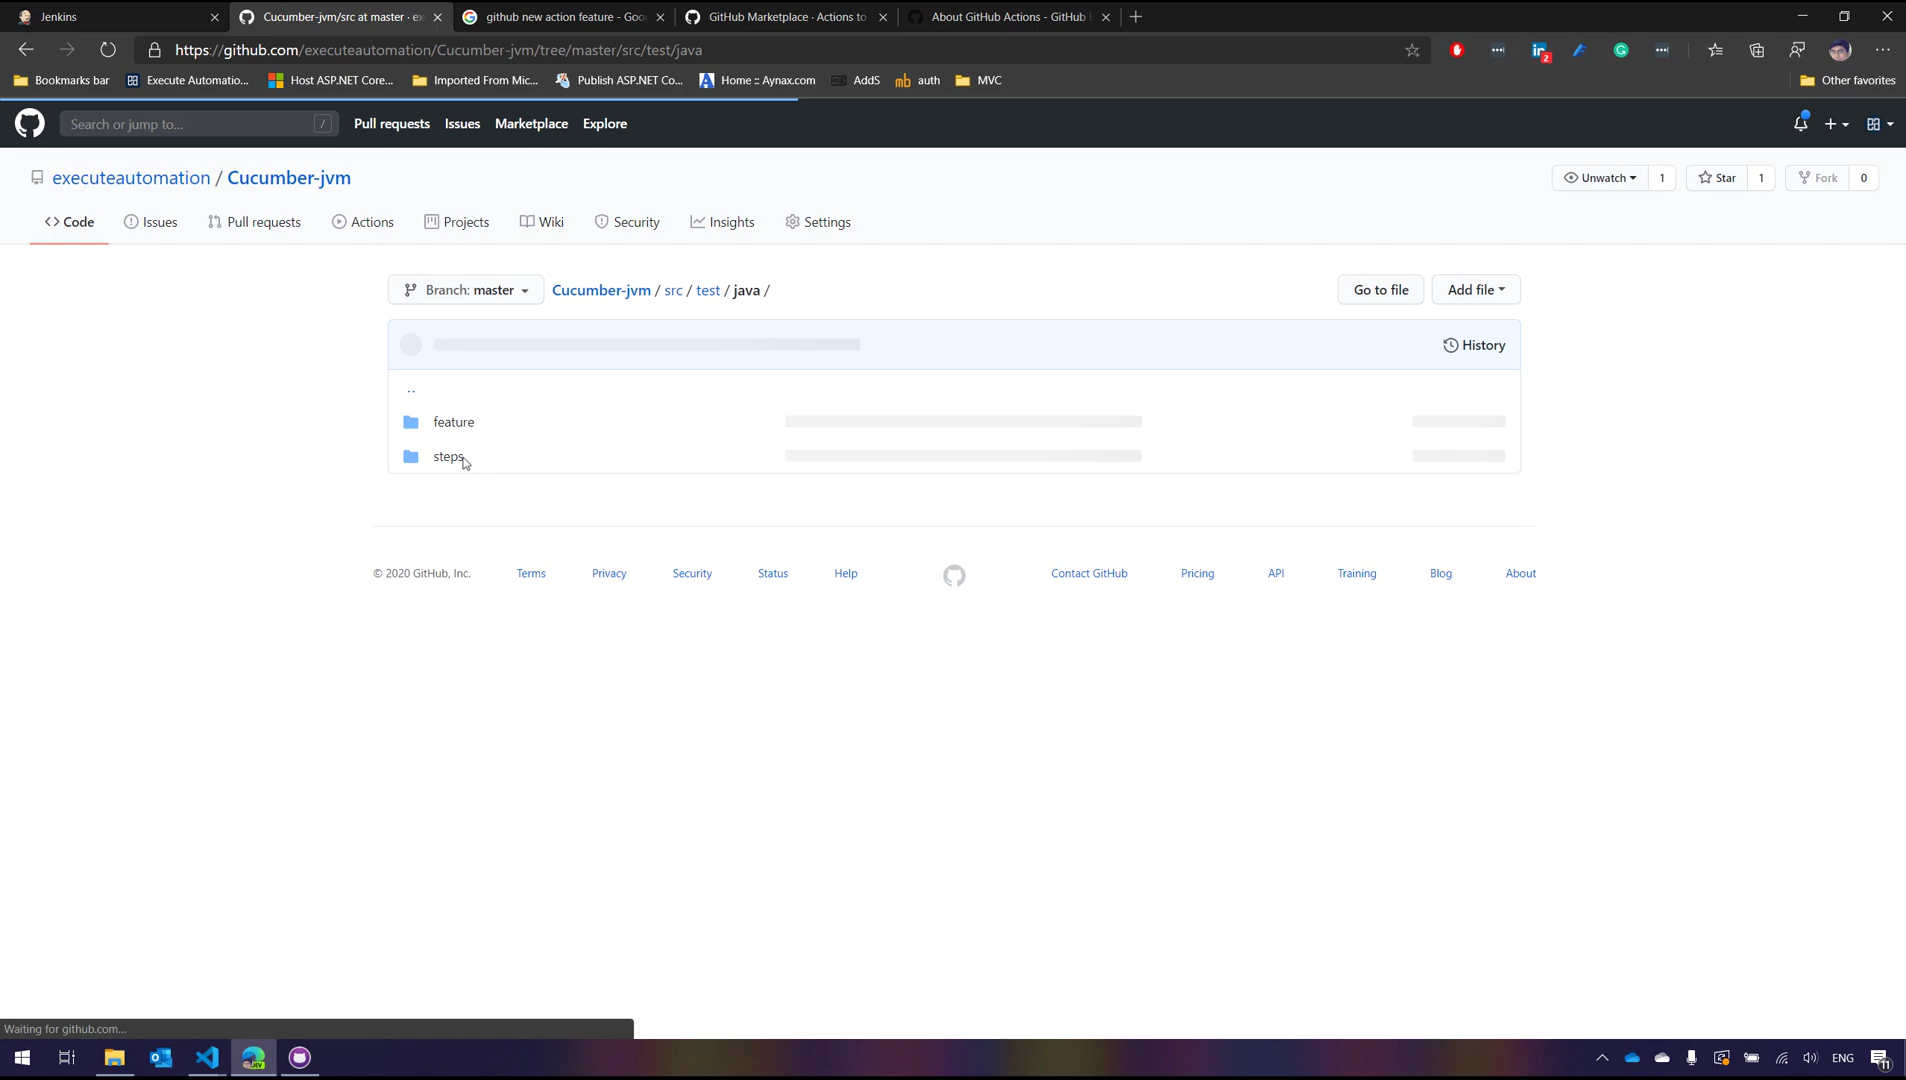 Jenkins
Cucumber-jvm/src at master · ex
github new action feature - Goo
GitHub Marketplace · Actions to
About GitHub Actions - GitHub
https://github.com/executeautomation/Cucumber-jvm/tree/master/src/test/java
2
Bookmarks bar
Execute Automatio...
Host ASP.NET Core...
Imported From Mic...
Publish ASP.NET Co...
Home :: Aynax.com
AddS
auth
MVC
Other favorites
Search or jump to...
/
Pull requests
Issues
Marketplace
Explore
executeautomation / Cucumber-jvm
Unwatch
1
Star
1
Fork
0
Code
Issues
Pull requests
Actions
Projects
Wiki
Security
Insights
Settings
Branch: master
Cucumber-jvm / src / test / java /
Go to file
Add file
History
..
feature
steps
© 2020 GitHub, Inc.
Terms
Privacy
Security
Status
Help
Contact GitHub
Pricing
API
Training
Blog
About
Waiting for github.com...
DEV
ENG
11